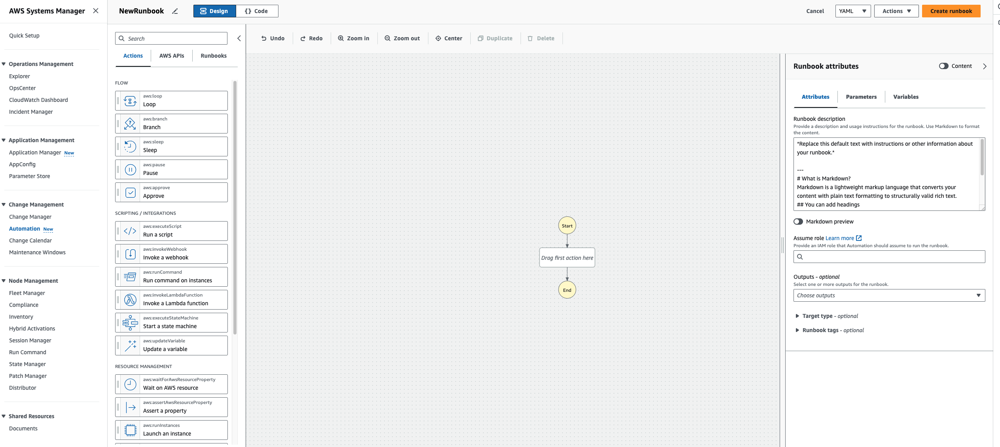 AWS Systems Manager
Quick Setup
Operations Management
Explorer
OpsCenter
CloudWatch Dashboard
Incident Manager
Application Management
Application Manager New
AppConfig
Parameter Store
Change Management
Change Manager
Automation New
Change Calendar
Maintenance Windows
Node Management
Fleet Manager
Compliance
Inventory
Hybrid Activations
Session Manager
Run Command
State Manager
Patch Manager
Distributor
Shared Resources
Documents
NewRunbook
Design
{} Code
Cancel
YAML
Actions
Create runbook
Search
Actions
AWS APIs
Runbooks
FLOW
aws:loop
Loop
aws:branch
Branch
aws:sleep
Sleep
aws:pause
Pause
aws:approve
Approve
SCRIPTING / INTEGRATIONS
aws:executeScript
Run a script
aws:invokeWebhook
Invoke a webhook
aws:runCommand
Run command on instances
aws:invokeLambdaFunction
Invoke a Lambda function
aws:executeStateMachine
Start a state machine
aws:updateVariable
Update a variable
RESOURCE MANAGEMENT
aws:waitForAwsResourceProperty
Wait on AWS resource
aws:assertAwsResourceProperty
Assert a property
aws:runInstances
Launch an instance
Undo
Redo
Zoom in
Zoom out
Center
Duplicate
Delete
Start
Drag first action here
End
Runbook attributes
Content
Attributes
Parameters
Variables
Runbook description
Provide a description and usage instructions for the runbook. Use Markdown to format
the content.
*Replace this default text with instructions or other information about
your runbook.*
---
# What is Markdown?
Markdown is a lightweight markup language that converts your
content with plain text formatting to structurally valid rich text.
## You can add headings
Markdown preview
Assume role Learn more
Provide an IAM role that Automation should assume to run the runbook.
Outputs - optional
Select one or more outputs for the runbook.
Choose outputs
Target type - optional
Runbook tags - optional